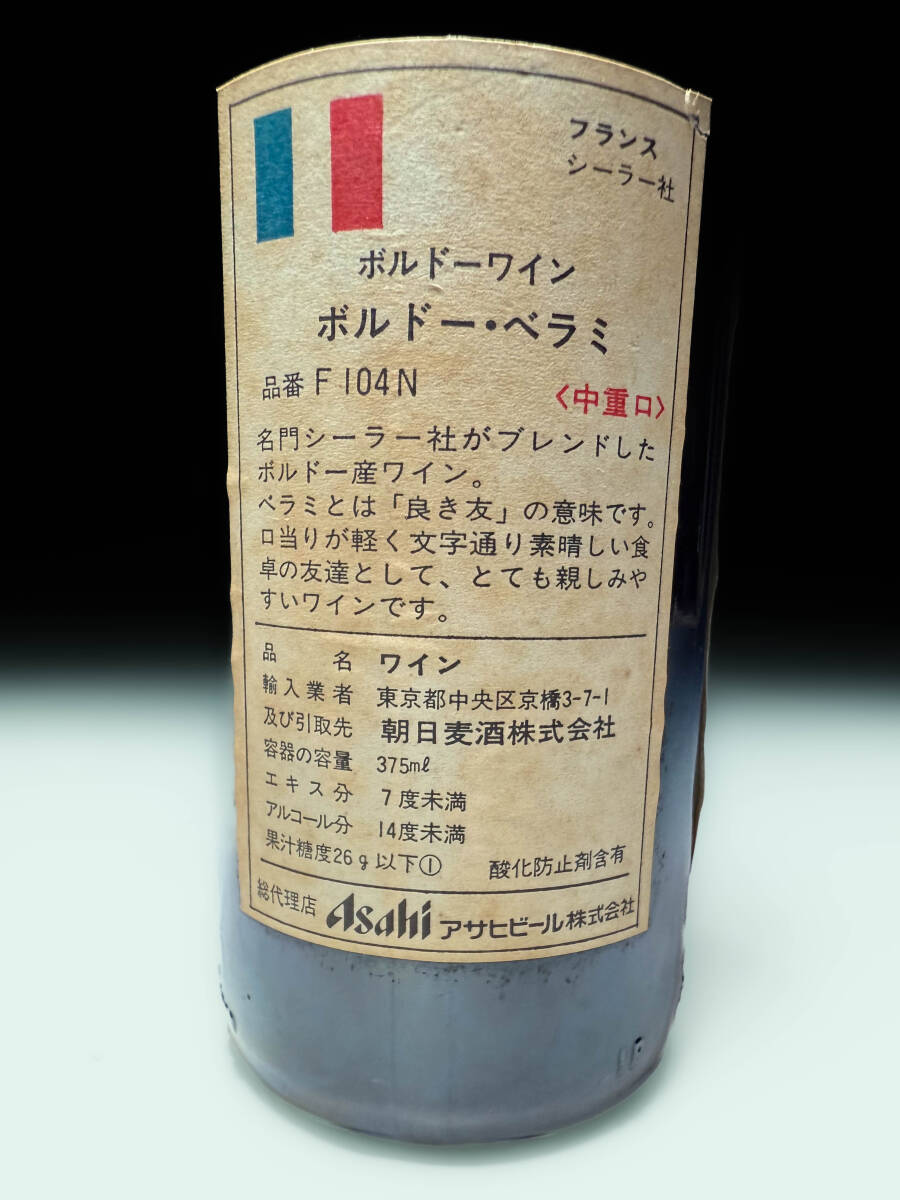 フランス
シーラー社
ボルドーワイン
ボルドー・ベラミ
品番 F104N
〈中重口〉
名門シーラー社がブレンドした
ボルドー産ワイン。
ベラミとは「良き友」の意味です。
口当りが軽く文字通り素晴しい食
卓の友達として、とても親しみや
すいワインです。
品名 ワイン
輸入業者 東京都中央区京橋3-7-1
及び引取先 朝日麦酒株式会社
容器の容量 375ml
エキス分 7度未満
アルコール分 14度未満
果汁糖度26g以下① 酸化防止剤含有
総代理店 Asahi アサヒビール株式会社